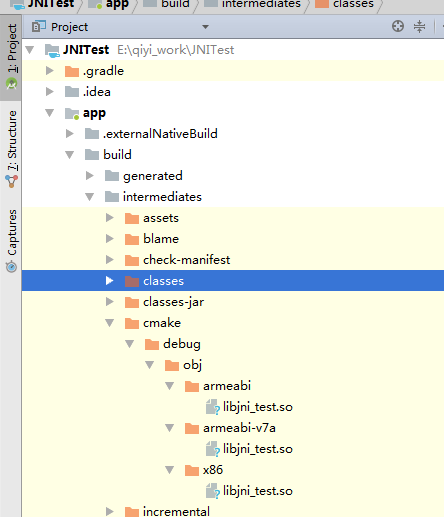 JNITest app build intermediates classes
Project
JNITest E:\qiyi_work\JNITest
.gradle
.idea
app
.externalNativeBuild
build
generated
intermediates
assets
blame
check-manifest
classes
classes-jar
cmake
debug
obj
armeabi
libjni_test.so
armeabi-v7a
libjni_test.so
x86
libjni_test.so
incremental
1: Project
7: Structure
Captures